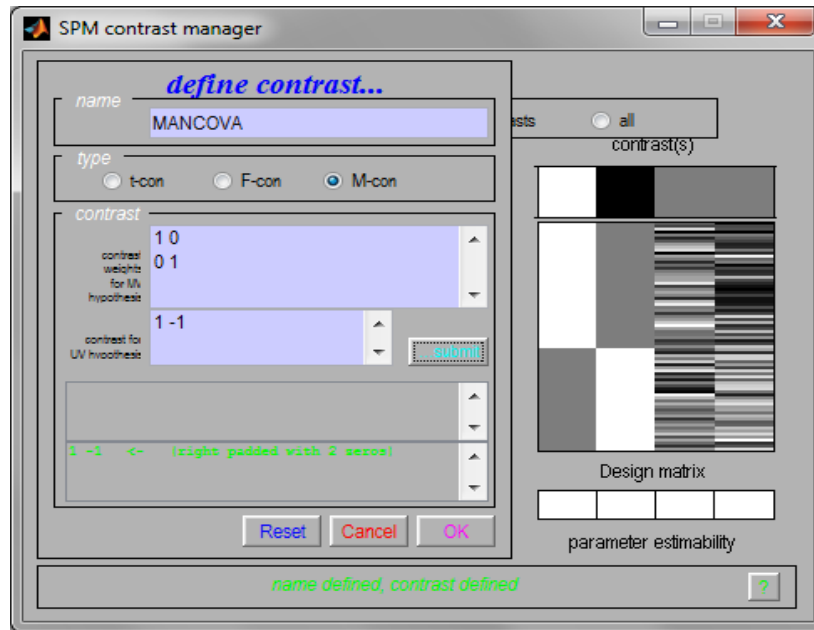 SPM contrast manager
define contrast...
name
MANCOVA
asts
all
type
t-con
F-con
M-con
contrast(s)
contrast
contrast
weights
for MV
hypothesis
1 0
0 1
contrast for
UV hypothesis
1 -1
...submit
1 -1 <- !right padded with 2 zeros!
Design matrix
Reset
Cancel
OK
parameter estimability
name defined, contrast defined
?